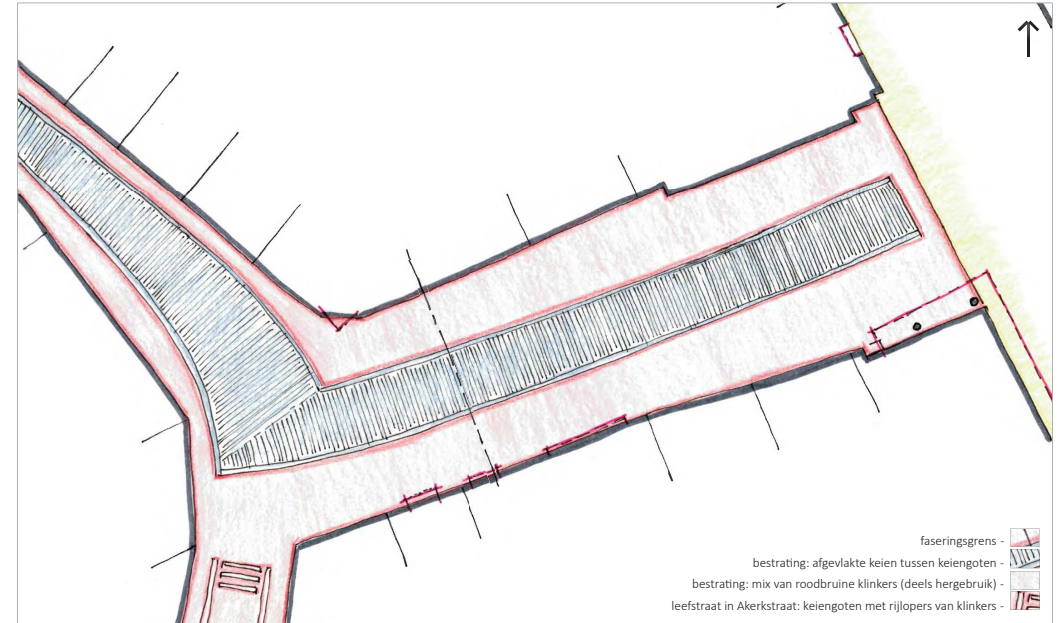 faseringsgrens -
bestrating: afgevlakte keien tussen keiengoten -
bestrating: mix van roodbruine klinkers (deels hergebruik) -
leefstraat in Akerkstraat: keiengoten met rijlopers van klinkers -